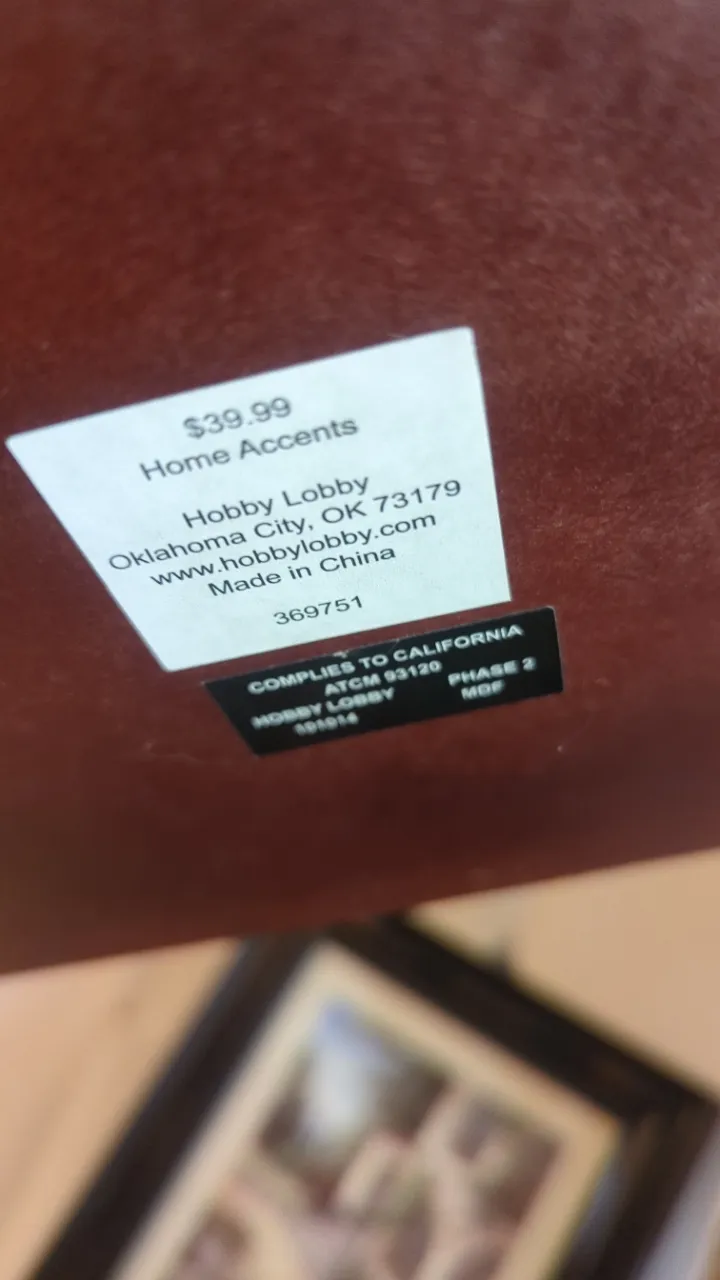 $39.99
Home Accents
Hobby Lobby
Oklahoma City, OK 73179
www.hobbylobby.com
Made in China
369751
COMPLIES TO CALIFORNIA
ATCM 93120
HOBBY LOBBY PHASE 2
101014 MDF